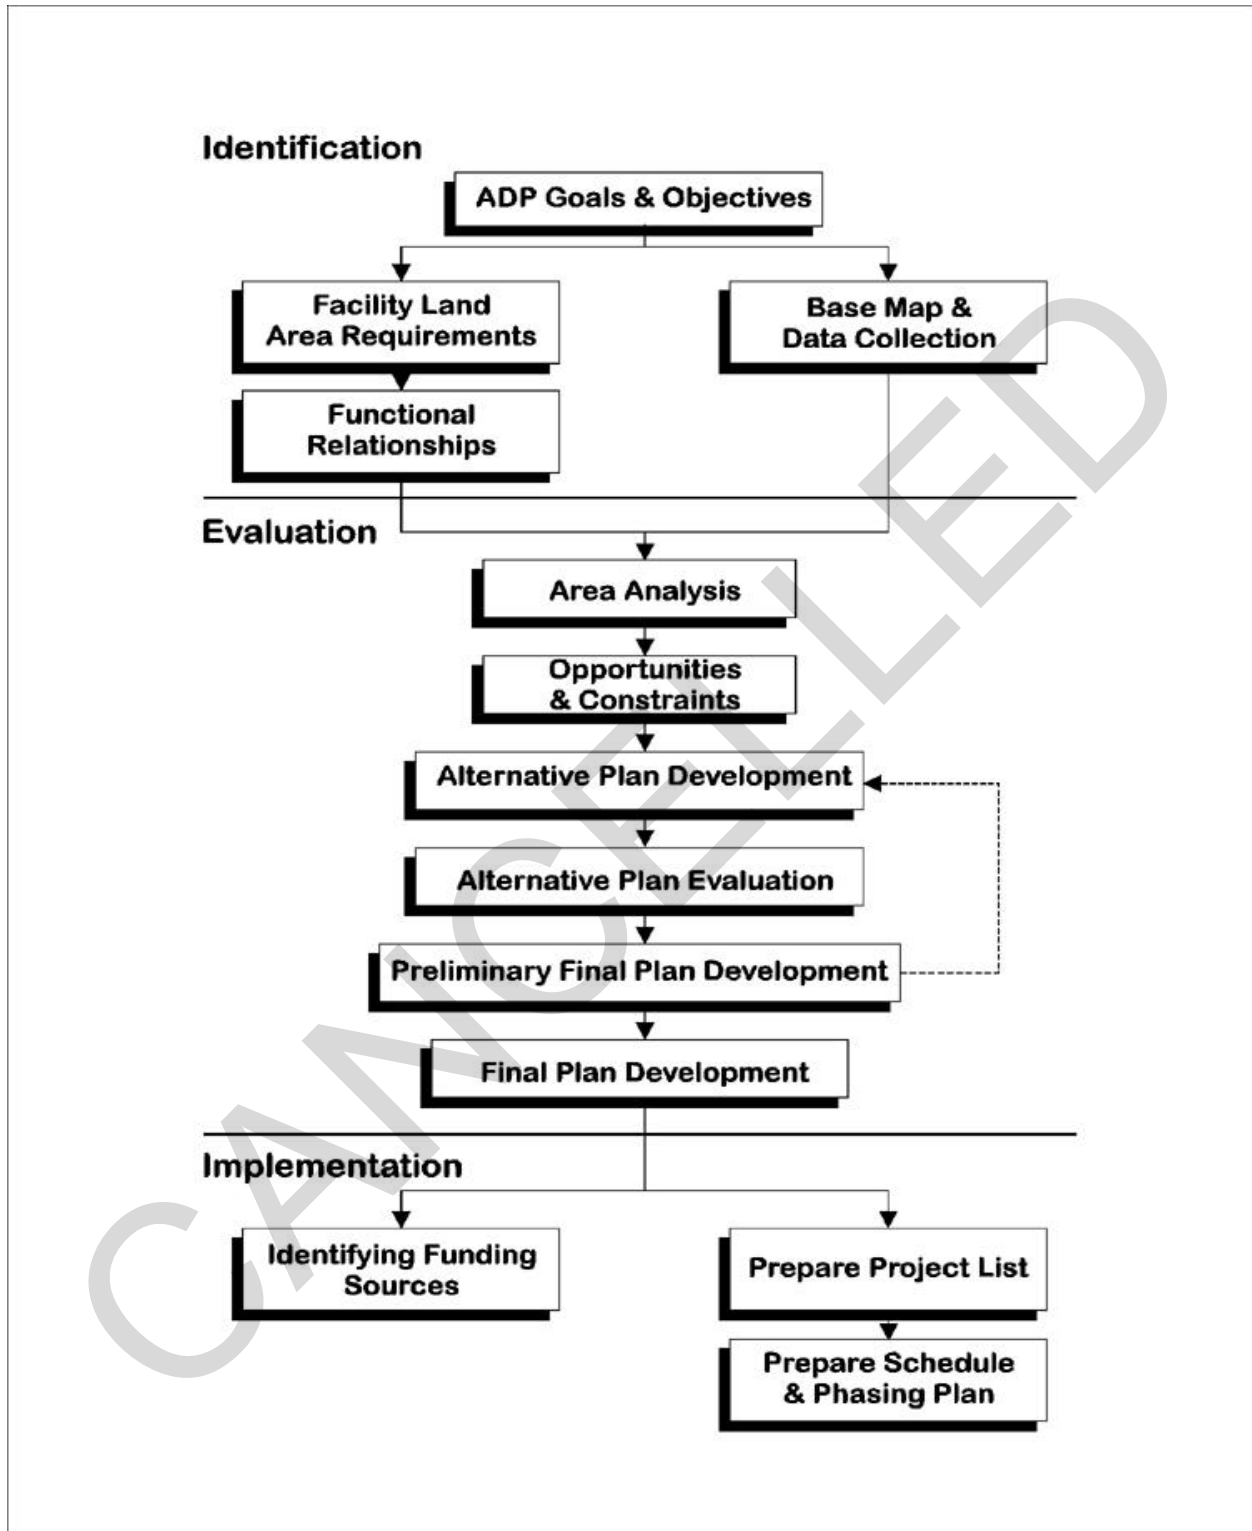 Identification
ADP Goals & Objectives
Facility Land
Area Requirements
Base Map &
Data Collection
Functional
Relationships
Evaluation
Area Analysis
Opportunities
& Constraints
Alternative Plan Development
Alternative Plan Evaluation
Preliminary Final Plan Development
Final Plan Development
Implementation
Identifying Funding
Sources
Prepare Project List
Prepare Schedule
& Phasing Plan
CANCELLED